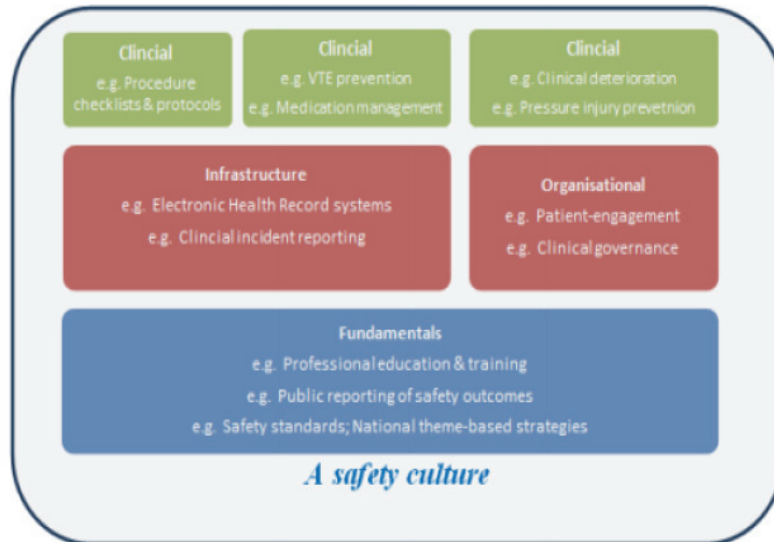 Clincial
e.g. Procedure
checklists & protocols
Clincial
e.g. VTE prevention
e.g. Medication management
Clincial
e.g. Clinical deterioration
e.g. Pressure injury prevetnion
Infrastructure
e.g. Electronic Health Record systems
e.g. Clincial incident reporting
Organisational
e.g. Patient-engagement
e.g. Clinical governance
Fundamentals
e.g. Professional education & training
e.g. Public reporting of safety outcomes
e.g. Safety standards; National theme-based strategies
A safety culture